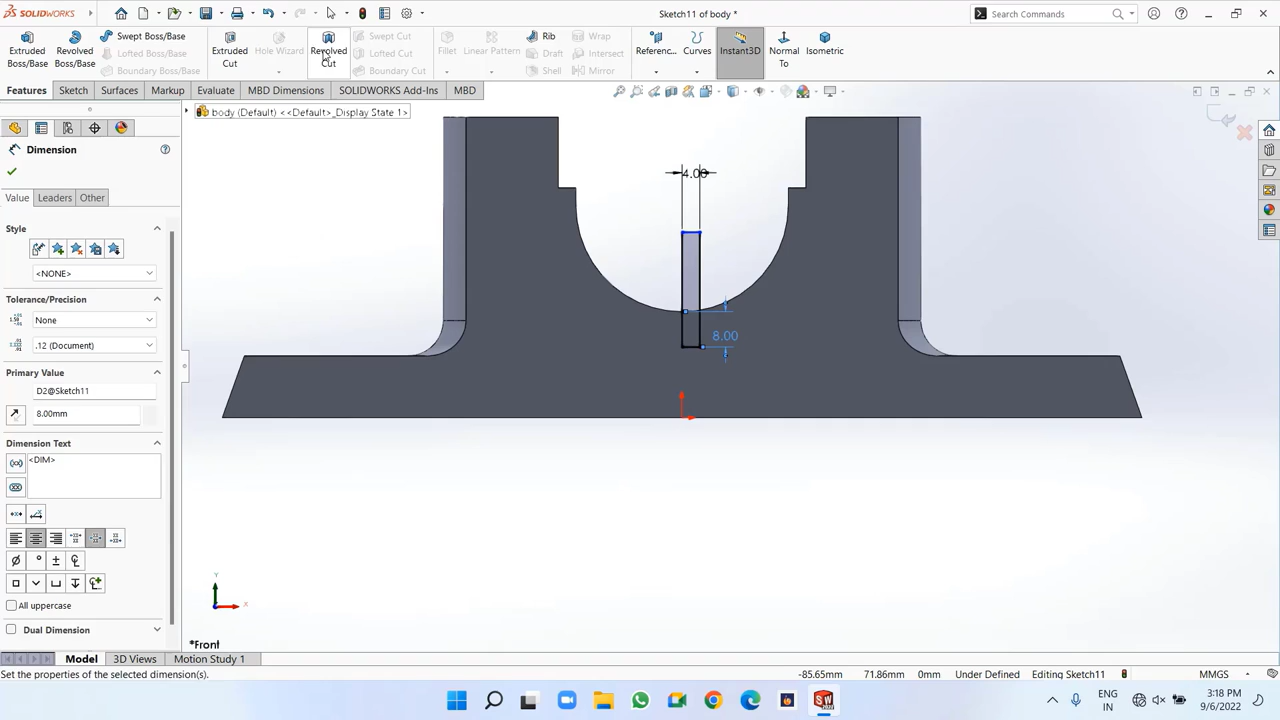 SOLIDWORKS
Sketch11 of body *
Search Commands
Extruded Boss/Base
Revolved Boss/Base
Swept Boss/Base
Lofted Boss/Base
Boundary Boss/Base
Extruded Cut
Hole Wizard
Revolved Cut
Swept Cut
Lofted Cut
Boundary Cut
Fillet
Linear Pattern
Rib
Draft
Shell
Wrap
Intersect
Mirror
Referenc...
Curves
Instant3D
Normal To
Isometric
Features
Sketch
Surfaces
Markup
Evaluate
MBD Dimensions
SOLIDWORKS Add-Ins
MBD
body (Default) <<Default>_Display State 1>
Dimension
Value
Leaders
Other
Style
<NONE>
Tolerance/Precision
None
.12 (Document)
Primary Value
D2@Sketch11
8.00mm
Dimension Text
<DIM>
All uppercase
Dual Dimension
4.00
8.00
Y
X
*Front
Model
3D Views
Motion Study 1
Set the properties of the selected dimension(s).
-85.65mm
71.86mm
0mm
Under Defined
Editing Sketch11
MMGS
ENG
IN
3:18 PM
9/6/2022